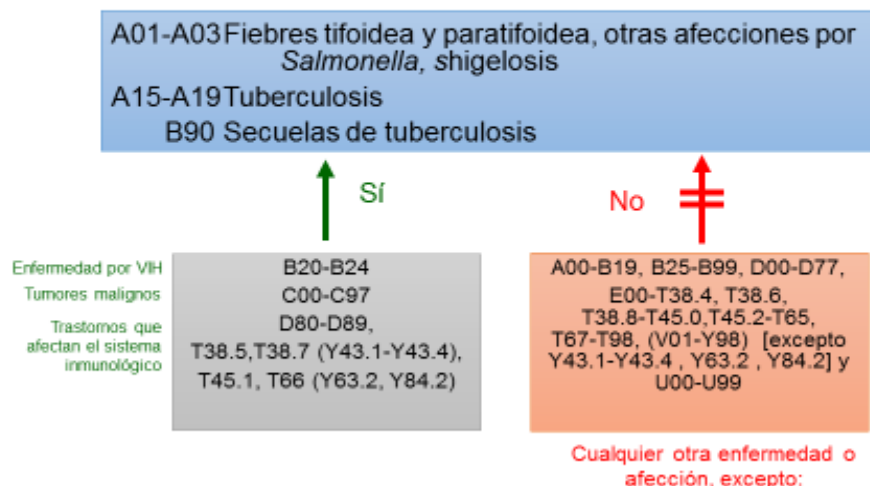 A01-A03 Fiebres tifoidea y paratifoidea, otras afecciones por
Salmonella, shigelosis
A15-A19 Tuberculosis
B90 Secuelas de tuberculosis
Sí
No
Enfermedad por VIH
Tumores malignos
Trastornos que
afectan el sistema
inmunológico
B20-B24
C00-C97
D80-D89,
T38.5,T38.7 (Y43.1-Y43.4),
T45.1, T66 (Y63.2, Y84.2)
A00-B19, B25-B99, D00-D77,
E00-T38.4, T38.6,
T38.8-T45.0,T45.2-T65,
T67-T98, (V01-Y98) [excepto
Y43.1-Y43.4 , Y63.2 , Y84.2] y
U00-U99
Cualquier otra enfermedad o
afección, excepto: